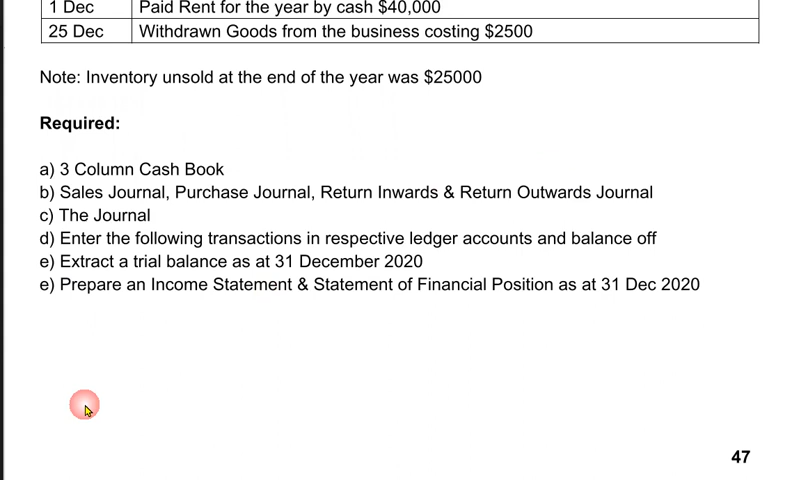 1 Dec Paid Rent for the year by cash $40,000
25 Dec Withdrawn Goods from the business costing $2500
Note: Inventory unsold at the end of the year was $25000
Required:
a) 3 Column Cash Book
b) Sales Journal, Purchase Journal, Return Inwards & Return Outwards Journal
c) The Journal
d) Enter the following transactions in respective ledger accounts and balance off
e) Extract a trial balance as at 31 December 2020
e) Prepare an Income Statement & Statement of Financial Position as at 31 Dec 2020
47